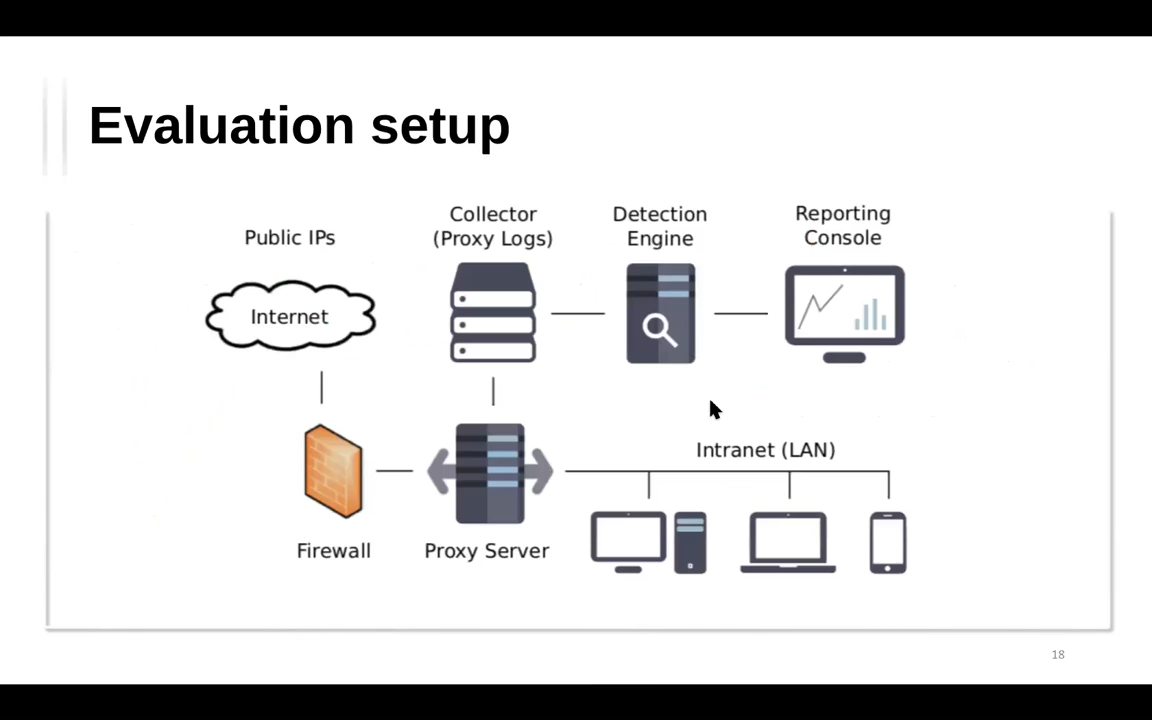 Evaluation setup
Public IPs
Collector
(Proxy Logs)
Detection
Engine
Reporting
Console
Internet
Intranet (LAN)
Firewall
Proxy Server
18